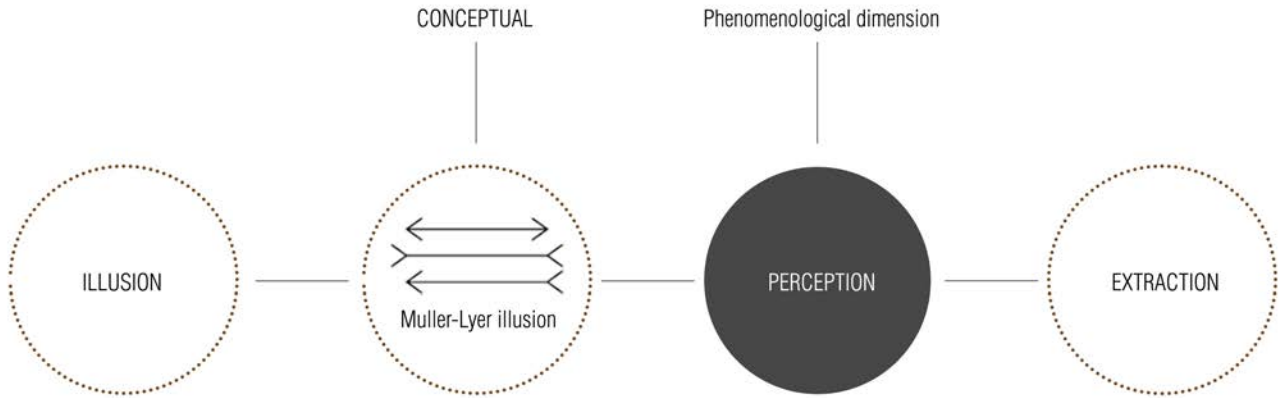 CONCEPTUAL
Phenomenological dimension
ILLUSION
Muller-Lyer illusion
PERCEPTION
EXTRACTION